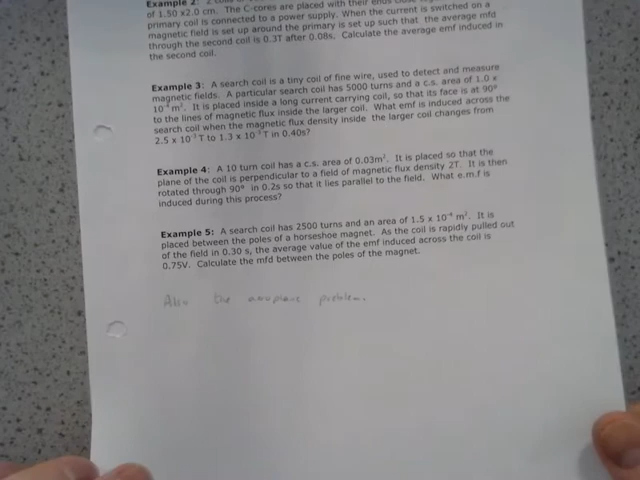 Example 2: 2
of 1.50 x2.0 cm. The C-cores are placed with their ends
primary coil is connected to a power supply. When the current is switched on a
magnetic field is set up around the primary is set up such that the average mfd
through the second coil is 0.3T after 0.08s. Calculate the average emf induced in
the second coil.
Example 3: A search coil is a tiny coil of fine wire, used to detect and measure
magnetic fields. A particular search coil has 5000 turns and a c.s. area of 1.0 x
m². It is placed inside a long current carrying coil, so that its face is at 90°
to the lines of magnetic flux inside the larger coil. What emf is induced across the
search coil when the magnetic flux density inside the larger coil changes from
2.5 x T to 1.3 x T in 0.40s?
Example 4: A 10 turn coil has a c.s. area of 0.03m². It is placed so that the
plane of the coil is perpendicular to a field of magnetic flux density 2T. It is then
rotated through 90° in 0.2s so that it lies parallel to the field. What e.m.f is
induced during this process?
Example 5: A search coil has 2500 turns and an area of 1.5 x 10⁻⁴ m². It is
placed between the poles of a horseshoe magnet. As the coil is rapidly pulled out
of the field in 0.30 s, the average value of the emf induced across the coil is
0.75V. Calculate the mfd between the poles of the magnet.
Also the aeroplane problem.